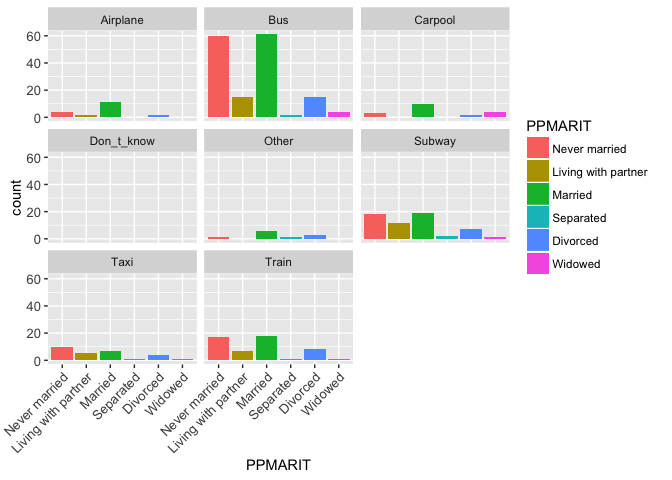 Airplane
Bus
Carpool
60
40
20
0
Don_t_know
Other
Subway
60
40
20
0
Taxi
Train
60
40
20
0
Never married
Living with partner
Married
Separated
Divorced
Widowed
Never married
Living with partner
Married
Separated
Divorced
Widowed
count
PPMARIT
PPMARIT
Never married
Living with partner
Married
Separated
Divorced
Widowed